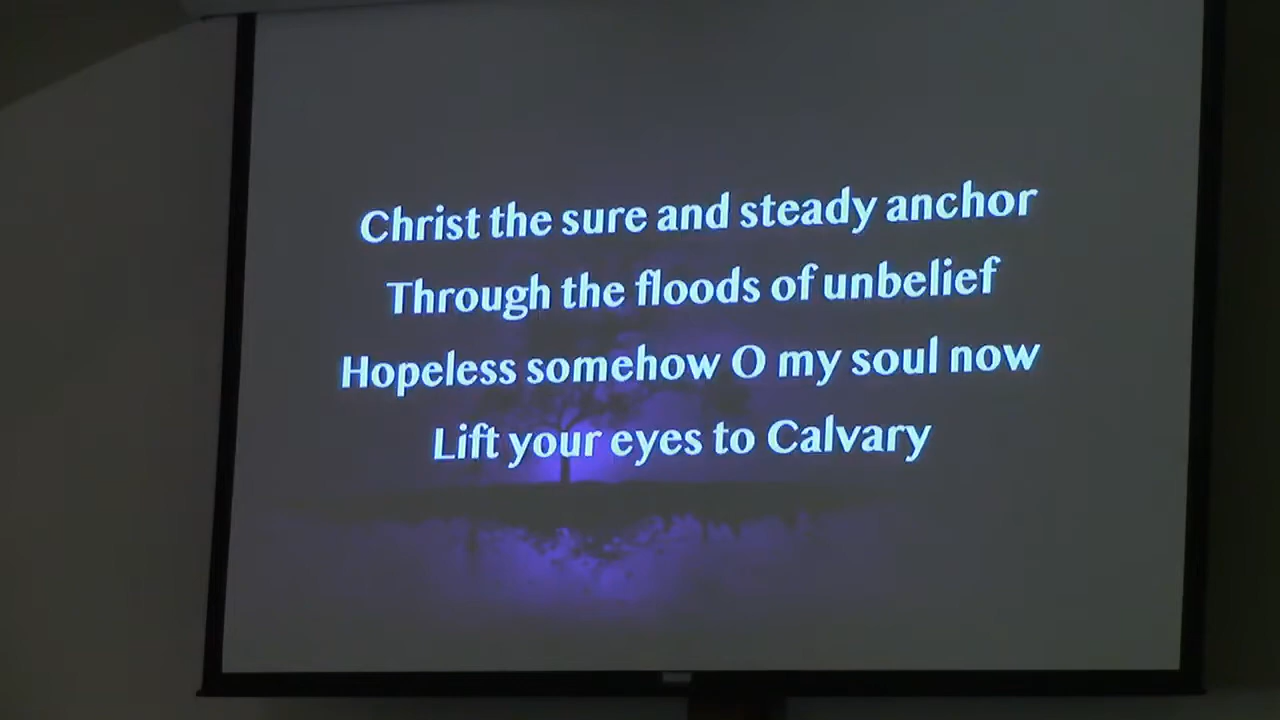 Christ the sure and steady anchor
Through the floods of unbelief
Hopeless somehow O my soul now
Lift your eyes to Calvary